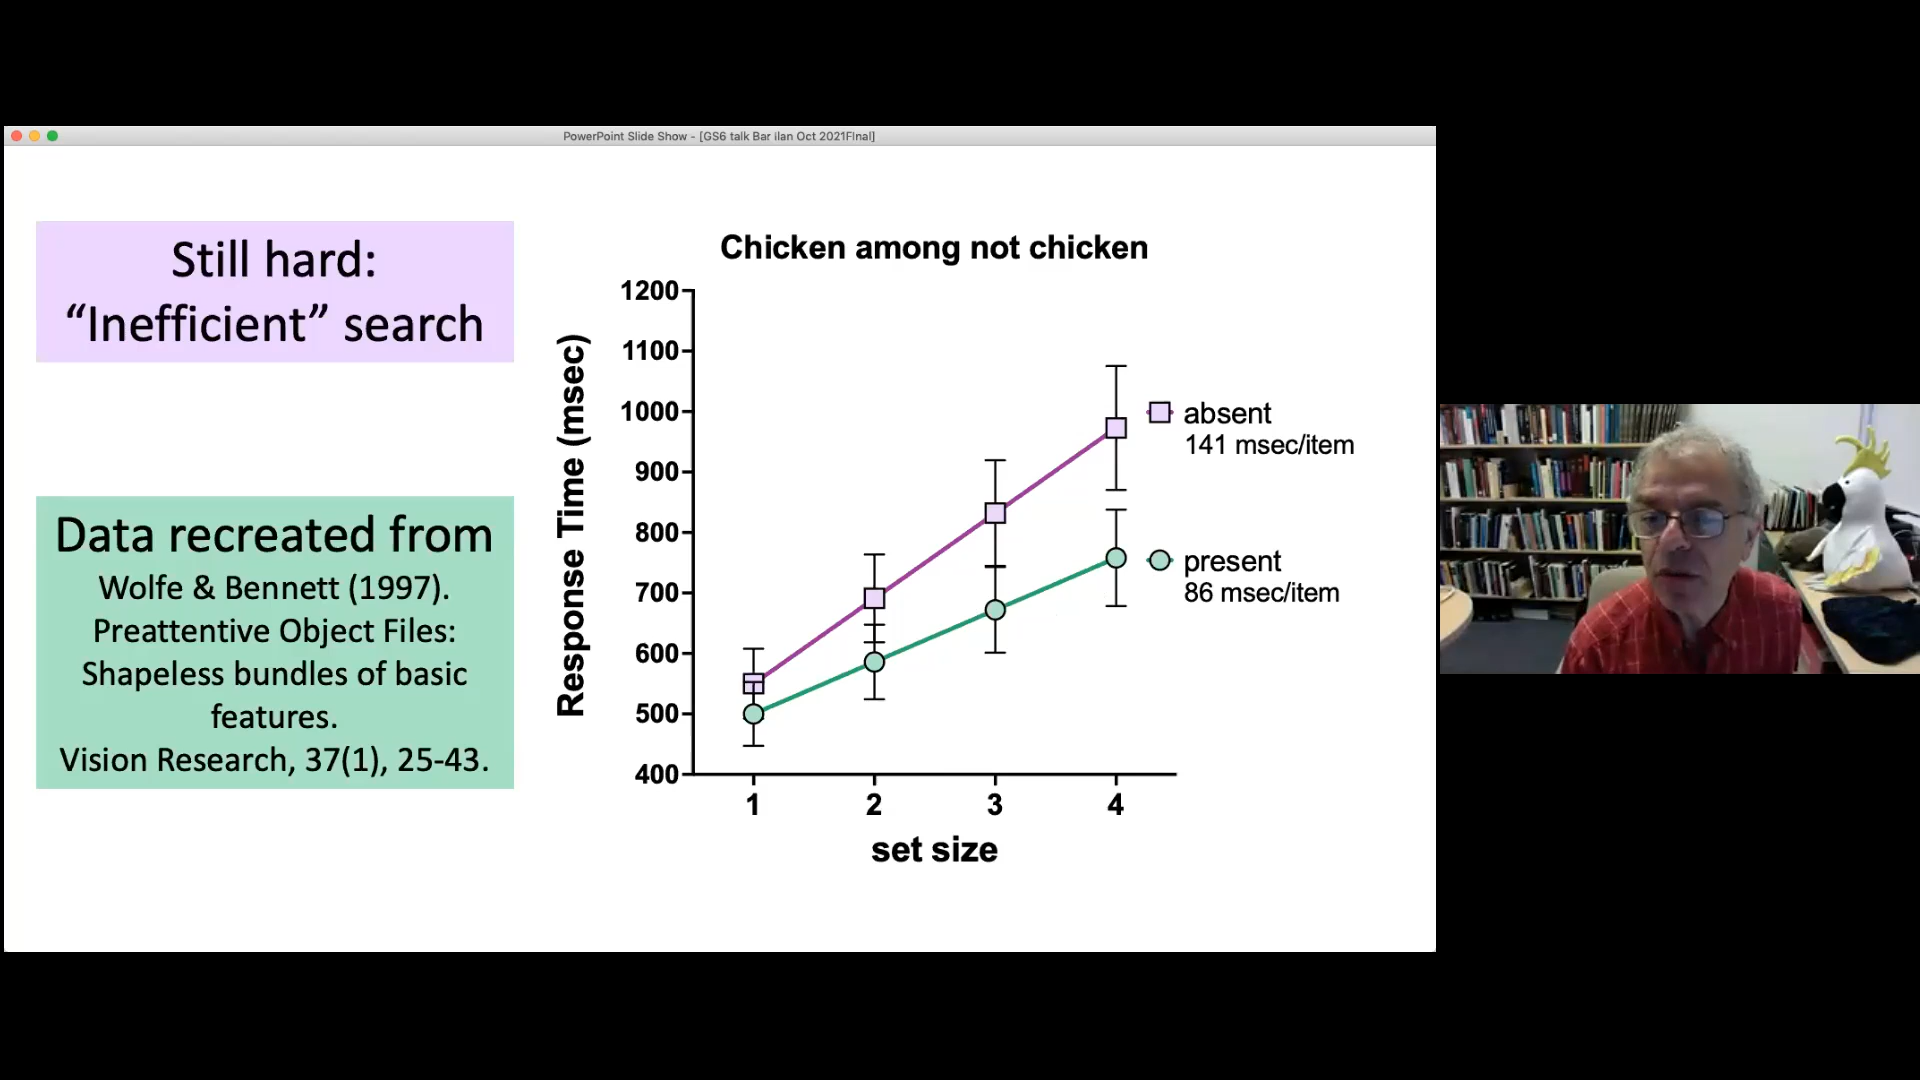 PowerPoint Slide Show - [GS6 talk Bar ilan Oct 2021FInal]
Still hard:
“Inefficient” search
Data recreated from
Wolfe & Bennett (1997).
Preattentive Object Files:
Shapeless bundles of basic
features.
Vision Research, 37(1), 25-43.
Chicken among not chicken
Response Time (msec)
1200
1100
1000
900
800
700
600
500
400
1 2 3 4
set size
absent
141 msec/item
present
86 msec/item